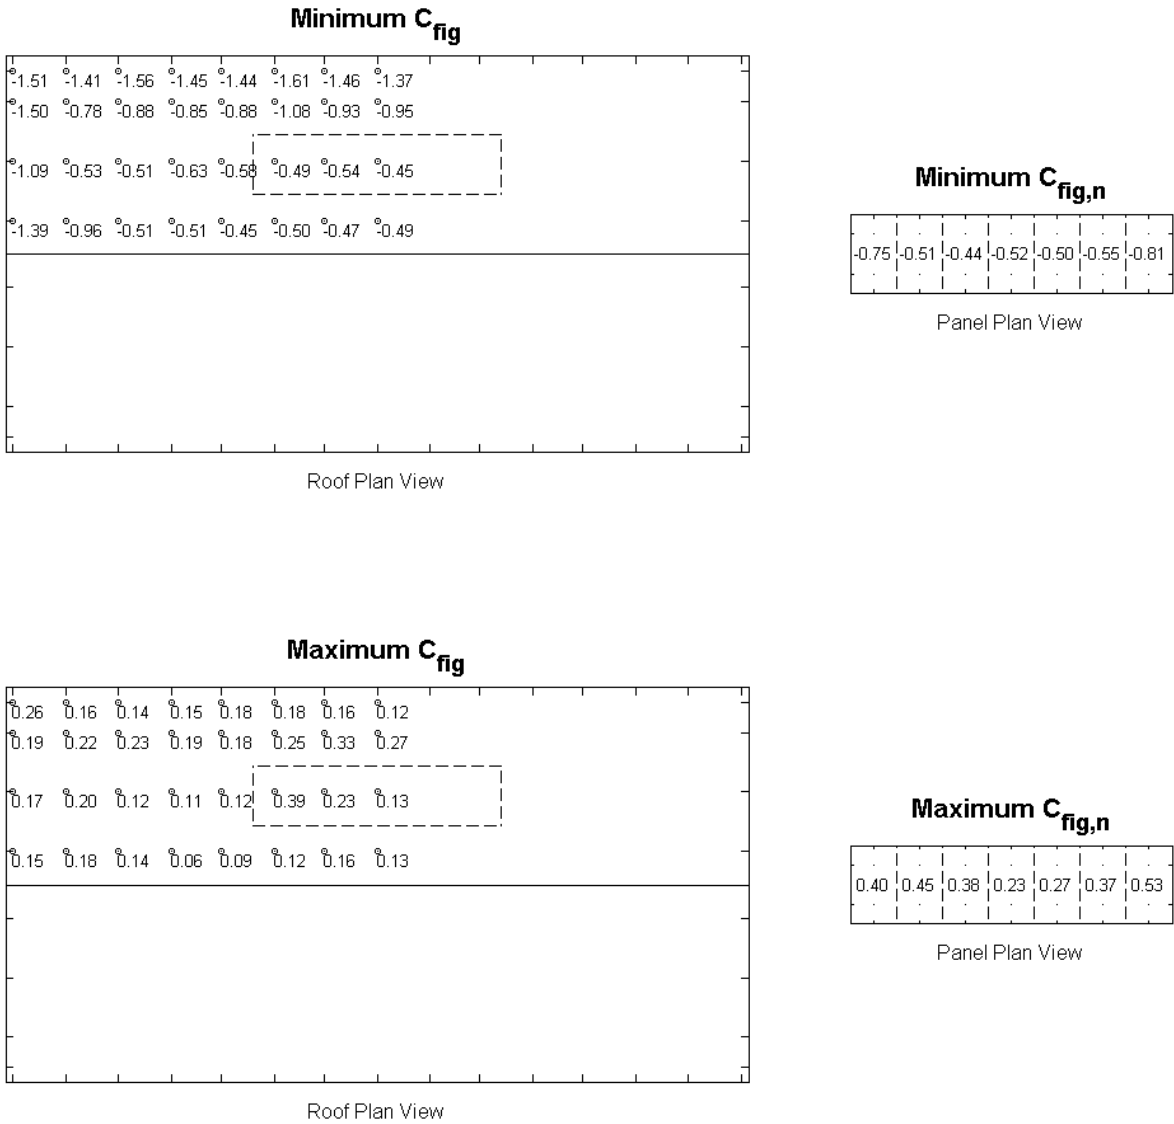 Minimum C_fig
-1.51 -1.41 -1.56 -1.45 -1.44 -1.61 -1.46 -1.37
-1.50 -0.78 -0.88 -0.85 -0.88 -1.08 -0.93 -0.95
-1.09 -0.53 -0.51 -0.63 -0.58 -0.49 -0.54 -0.45
-1.39 -0.96 -0.51 -0.51 -0.45 -0.50 -0.47 -0.49
Roof Plan View
Minimum C_fig,n
-0.75 -0.51 -0.44 -0.52 -0.50 -0.55 -0.81
Panel Plan View
Maximum C_fig
0.26 0.16 0.14 0.15 0.18 0.18 0.16 0.12
0.19 0.22 0.23 0.19 0.18 0.25 0.33 0.27
0.17 0.20 0.12 0.11 0.12 0.39 0.23 0.13
0.15 0.18 0.14 0.06 0.09 0.12 0.16 0.13
Roof Plan View
Maximum C_fig,n
0.40 0.45 0.38 0.23 0.27 0.37 0.53
Panel Plan View